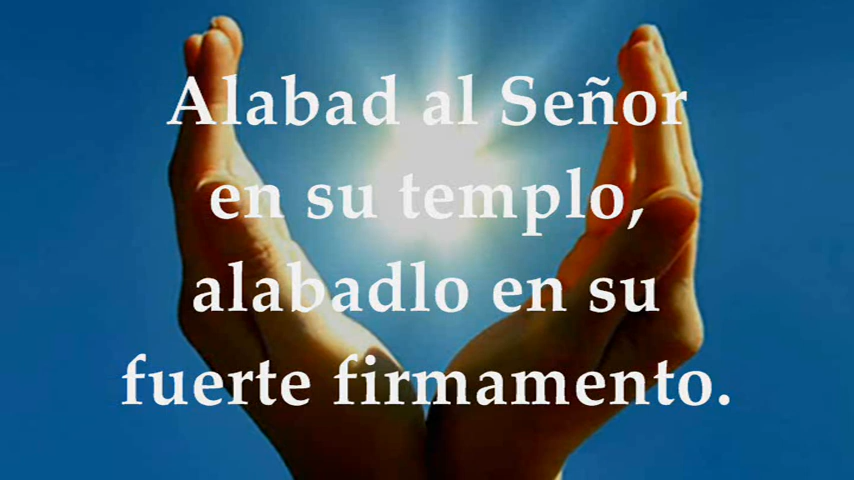 Alabad al Señor
en su templo,
alabadlo en su
fuerte firmamento.